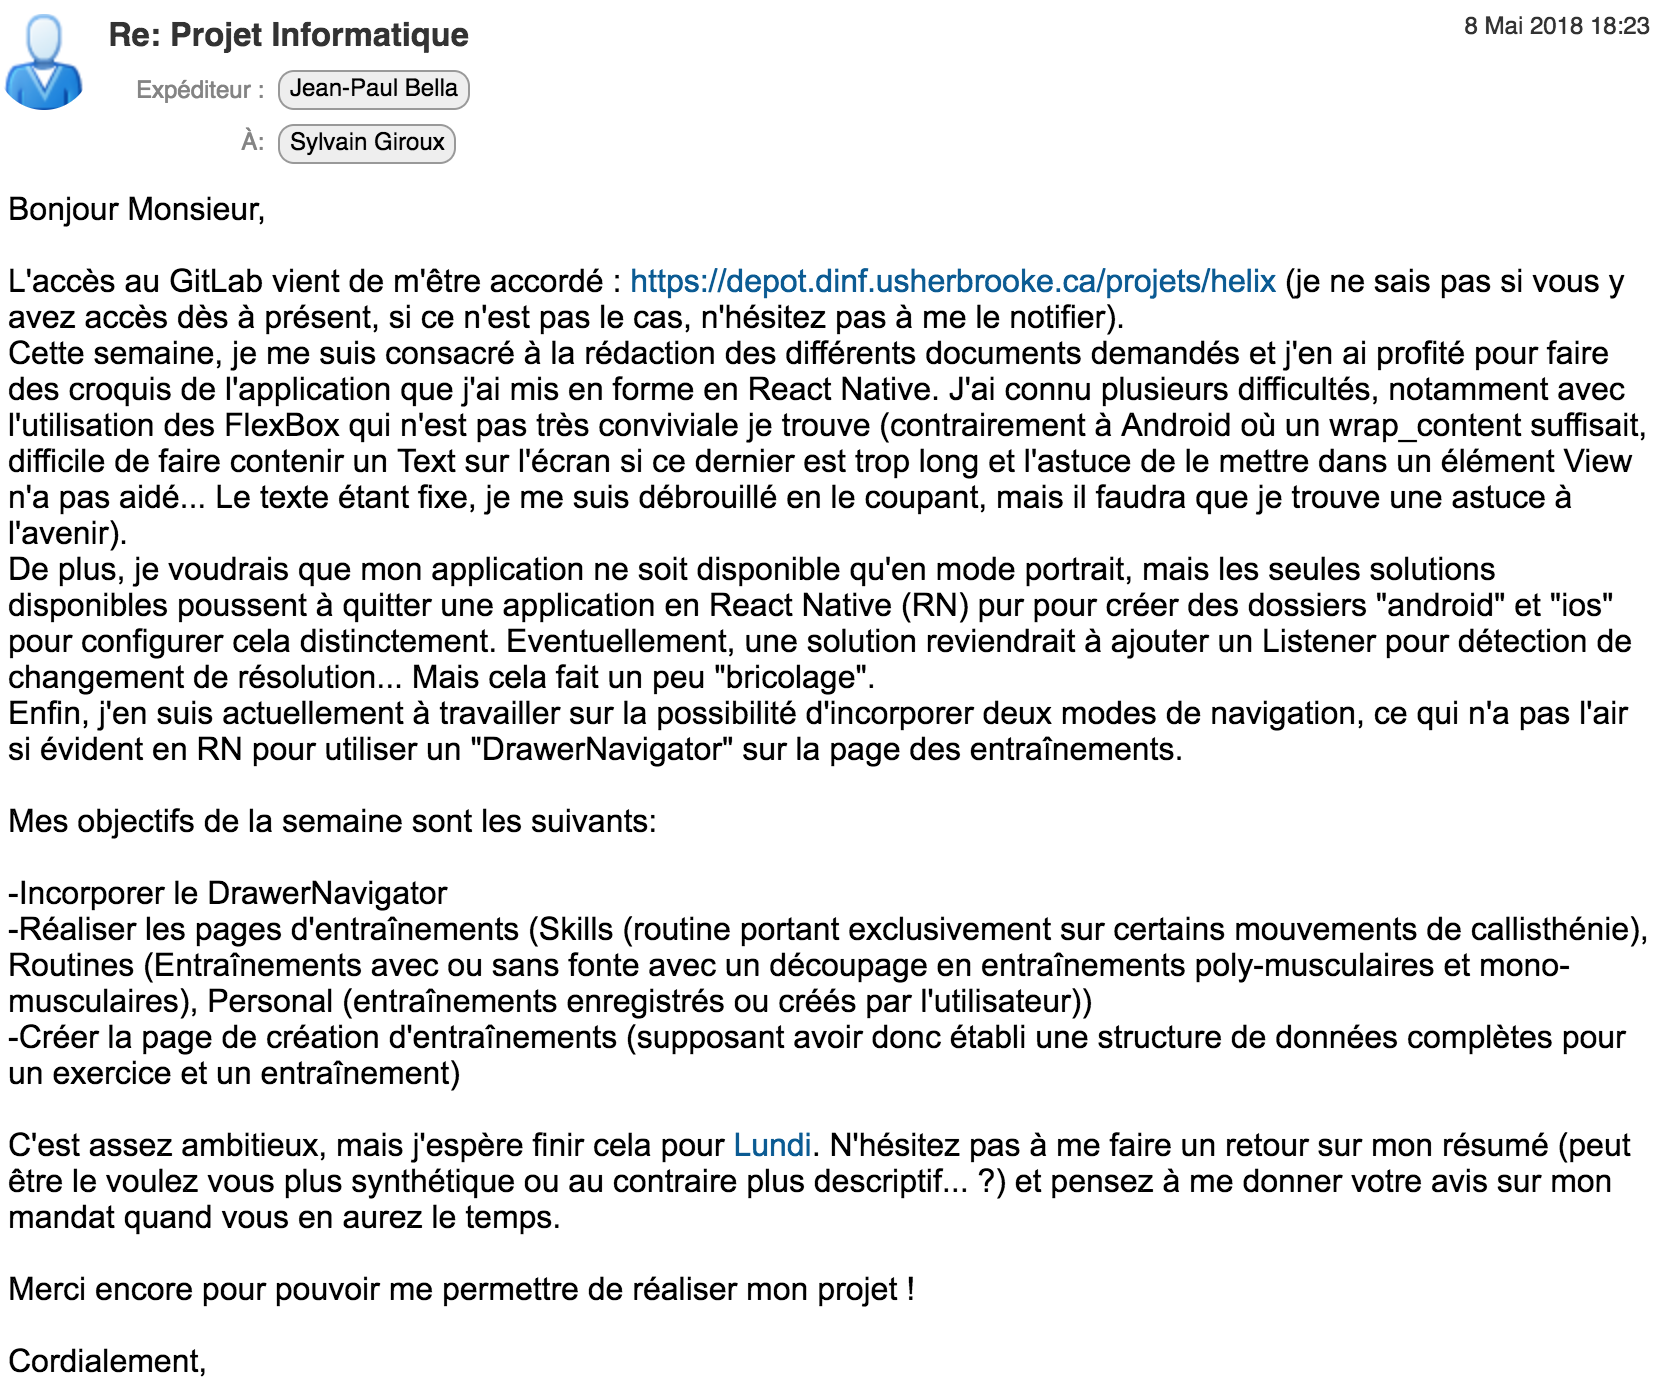 Re: Projet Informatique
8 Mai 2018 18:23
Expéditeur : Jean-Paul Bella
À: Sylvain Giroux
Bonjour Monsieur,
L'accès au GitLab vient de m'être accordé : https://depot.dinf.usherbrooke.ca/projets/helix (je ne sais pas si vous y
avez accès dès à présent, si ce n'est pas le cas, n'hésitez pas à me le notifier).
Cette semaine, je me suis consacré à la rédaction des différents documents demandés et j'en ai profité pour faire
des croquis de l'application que j'ai mis en forme en React Native. J'ai connu plusieurs difficultés, notamment avec
l'utilisation des FlexBox qui n'est pas très conviviale je trouve (contrairement à Android où un wrap_content suffisait,
difficile de faire contenir un Text sur l'écran si ce dernier est trop long et l'astuce de le mettre dans un élément View
n'a pas aidé... Le texte étant fixe, je me suis débrouillé en le coupant, mais il faudra que je trouve une astuce à
l'avenir).
De plus, je voudrais que mon application ne soit disponible qu'en mode portrait, mais les seules solutions
disponibles poussent à quitter une application en React Native (RN) pur pour créer des dossiers "android" et "ios"
pour configurer cela distinctement. Eventuellement, une solution reviendrait à ajouter un Listener pour détection de
changement de résolution... Mais cela fait un peu "bricolage".
Enfin, j'en suis actuellement à travailler sur la possibilité d'incorporer deux modes de navigation, ce qui n'a pas l'air
si évident en RN pour utiliser un "DrawerNavigator" sur la page des entraînements.
Mes objectifs de la semaine sont les suivants:
-Incorporer le DrawerNavigator
-Réaliser les pages d'entraînements (Skills (routine portant exclusivement sur certains mouvements de callisthénie),
Routines (Entraînements avec ou sans fonte avec un découpage en entraînements poly-musculaires et mono-
musculaires), Personal (entraînements enregistrés ou créés par l'utilisateur))
-Créer la page de création d'entraînements (supposant avoir donc établi une structure de données complètes pour
un exercice et un entraînement)
C'est assez ambitieux, mais j'espère finir cela pour Lundi. N'hésitez pas à me faire un retour sur mon résumé (peut
être le voulez vous plus synthétique ou au contraire plus descriptif... ?) et pensez à me donner votre avis sur mon
mandat quand vous en aurez le temps.
Merci encore pour pouvoir me permettre de réaliser mon projet !
Cordialement,